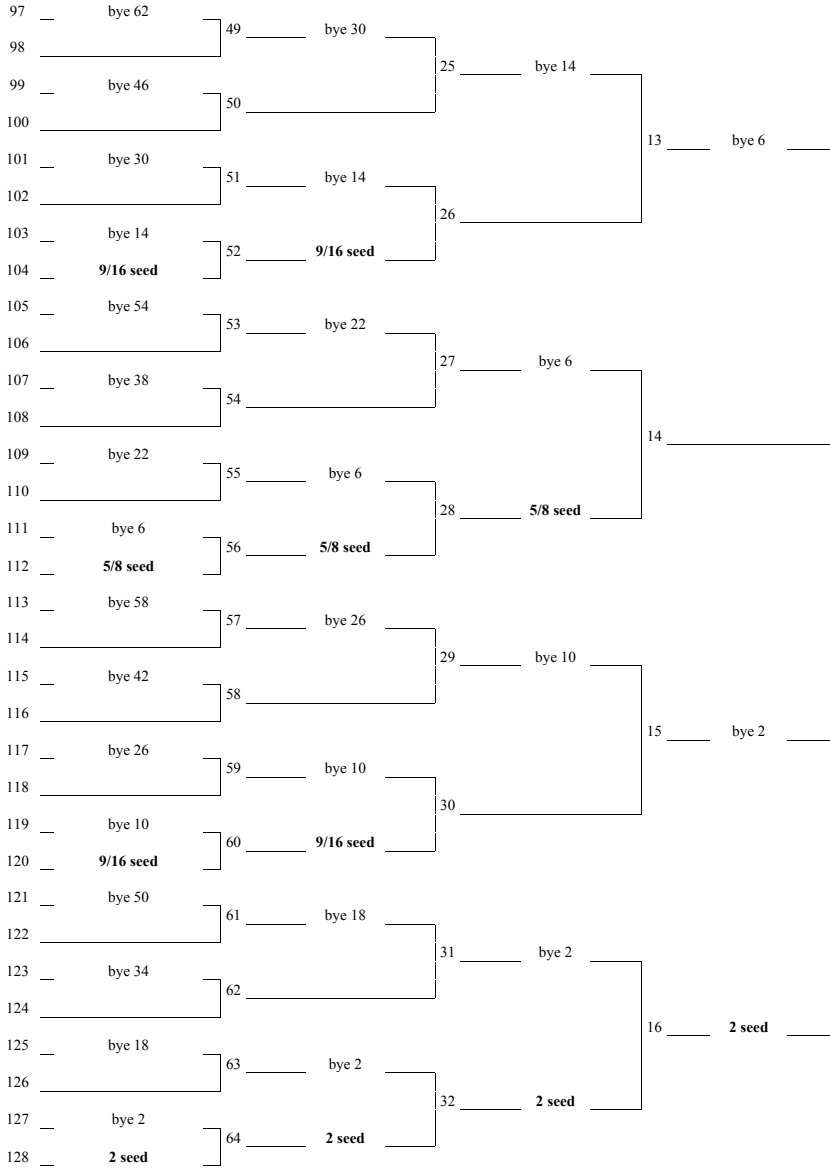 97 bye 62
49 bye 30
98
25 bye 14
99 bye 46
50
100
13 bye 6
101 bye 30
51 bye 14
102
26
103 bye 14
52 9/16 seed
104 9/16 seed
105 bye 54
53 bye 22
106
27 bye 6
107 bye 38
54
108
14
109 bye 22
55 bye 6
110
28 5/8 seed
111 bye 6
56 5/8 seed
112 5/8 seed
113 bye 58
57 bye 26
114
29 bye 10
115 bye 42
58
116
15 bye 2
117 bye 26
59 bye 10
118
30
119 bye 10
60 9/16 seed
120 9/16 seed
121 bye 50
61 bye 18
122
31 bye 2
123 bye 34
62
124
16 2 seed
125 bye 18
63 bye 2
126
32 2 seed
127 bye 2
64 2 seed
128 2 seed